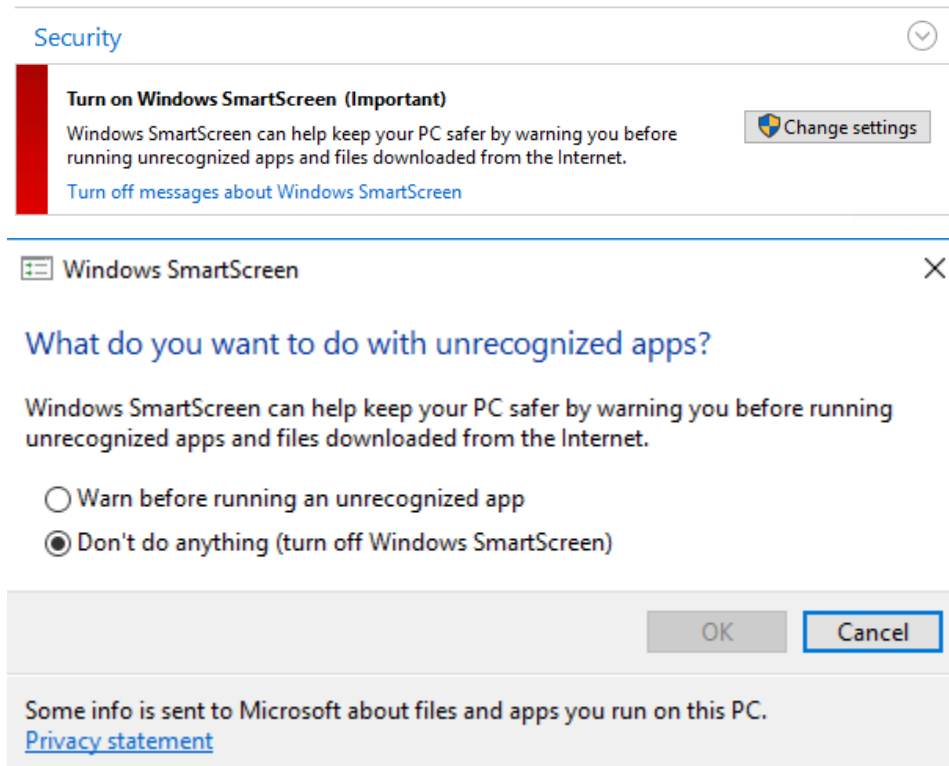 Security
Turn on Windows SmartScreen (Important)
Windows SmartScreen can help keep your PC safer by warning you before
running unrecognized apps and files downloaded from the Internet.
Change settings
Turn off messages about Windows SmartScreen
Windows SmartScreen
What do you want to do with unrecognized apps?
Windows SmartScreen can help keep your PC safer by warning you before running
unrecognized apps and files downloaded from the Internet.
Warn before running an unrecognized app
Don't do anything (turn off Windows SmartScreen)
OK
Cancel
Some info is sent to Microsoft about files and apps you run on this PC.
Privacy statement